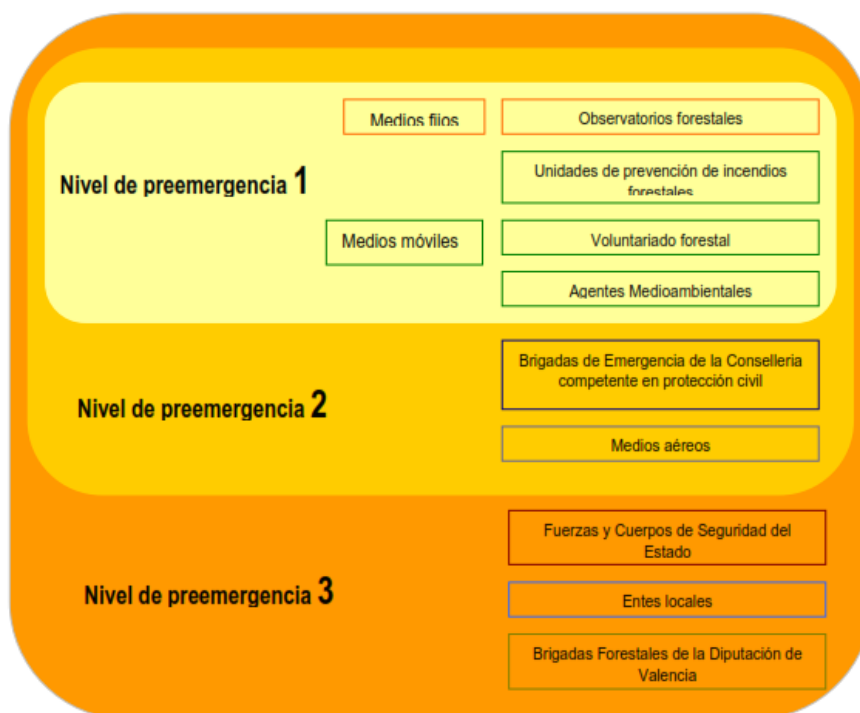 Medios fijos
Observatorios forestales
Nivel de preemergencia 1
Unidades de prevención de incendios
forestales
Medios móviles
Voluntariado forestal
Agentes Medioambientales
Brigadas de Emergencia de la Conselleria
competente en protección civil
Nivel de preemergencia 2
Medios aéreos
Fuerzas y Cuerpos de Seguridad del
Estado
Nivel de preemergencia 3
Entes locales
Brigadas Forestales de la Diputación de
Valencia